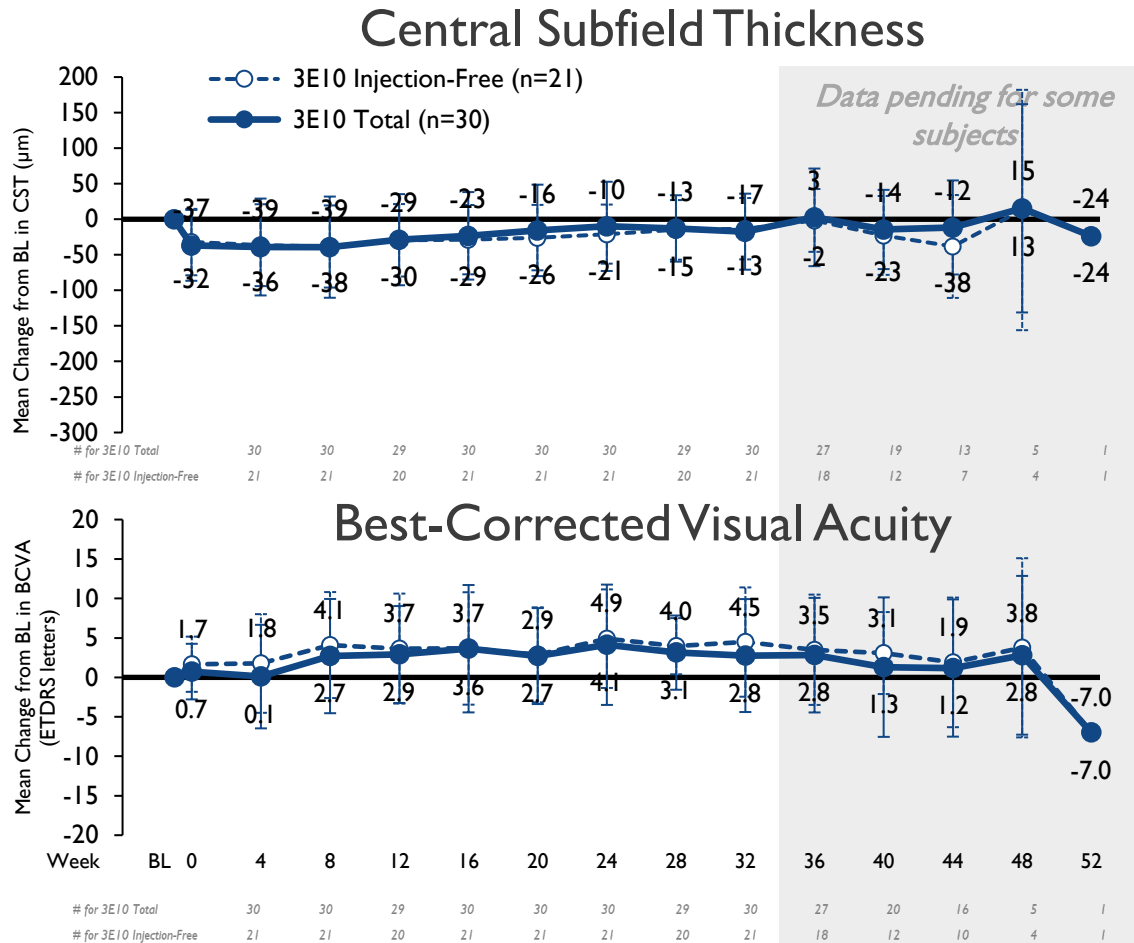 Central Subfield Thickness
3E10 Injection-Free (n=21)
3E10 Total (n=30)
Data pending for some
subjects
Mean Change from BL in CST (µm)
200
150
100
50
0
-50
-100
-150
-200
-250
-300
-37 -39 -39 -29 -23 -16 -10 -13 -17 3 -14 -12 15 -24
-32 -36 -38 -30 -29 -26 -21 -15 -13 -2 -23 -38 13 -24
# for 3E10 Total 30 30 29 30 30 30 29 30 27 19 13 5 1
# for 3E10 Injection-Free 21 21 20 21 21 21 20 21 18 12 7 4 1
Best-Corrected Visual Acuity
Mean Change from BL in BCVA
(ETDRS letters)
20
15
10
5
0
-5
-10
-15
-20
1.7 1.8 4.1 3.7 3.7 2.9 4.9 4.0 4.5 3.5 3.1 1.9 3.8 -7.0
0.7 0.1 2.7 2.9 3.6 2.7 4.1 3.1 2.8 2.8 1.3 1.2 2.8 -7.0
Week BL 0 4 8 12 16 20 24 28 32 36 40 44 48 52
# for 3E10 Total 30 30 29 30 30 30 29 30 27 20 16 5 1
# for 3E10 Injection-Free 21 21 20 21 21 21 20 21 18 12 10 4 1